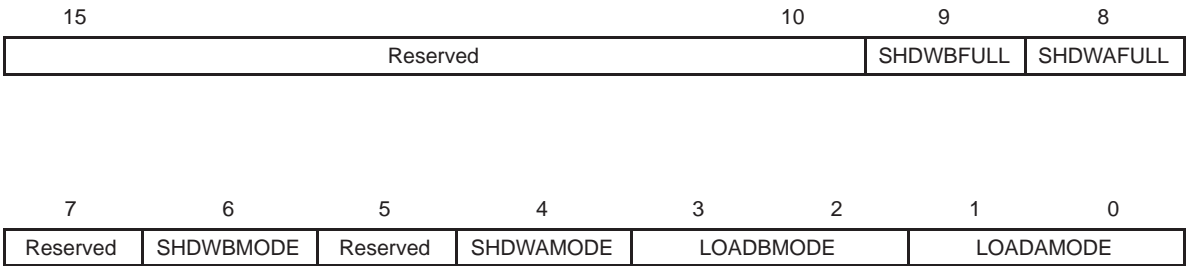 15 10 9 8
Reserved SHDWBFULL SHDWAFULL
7 6 5 4 3 2 1 0
Reserved SHDWBMODE Reserved SHDWAMODE LOADBMODE LOADAMODE